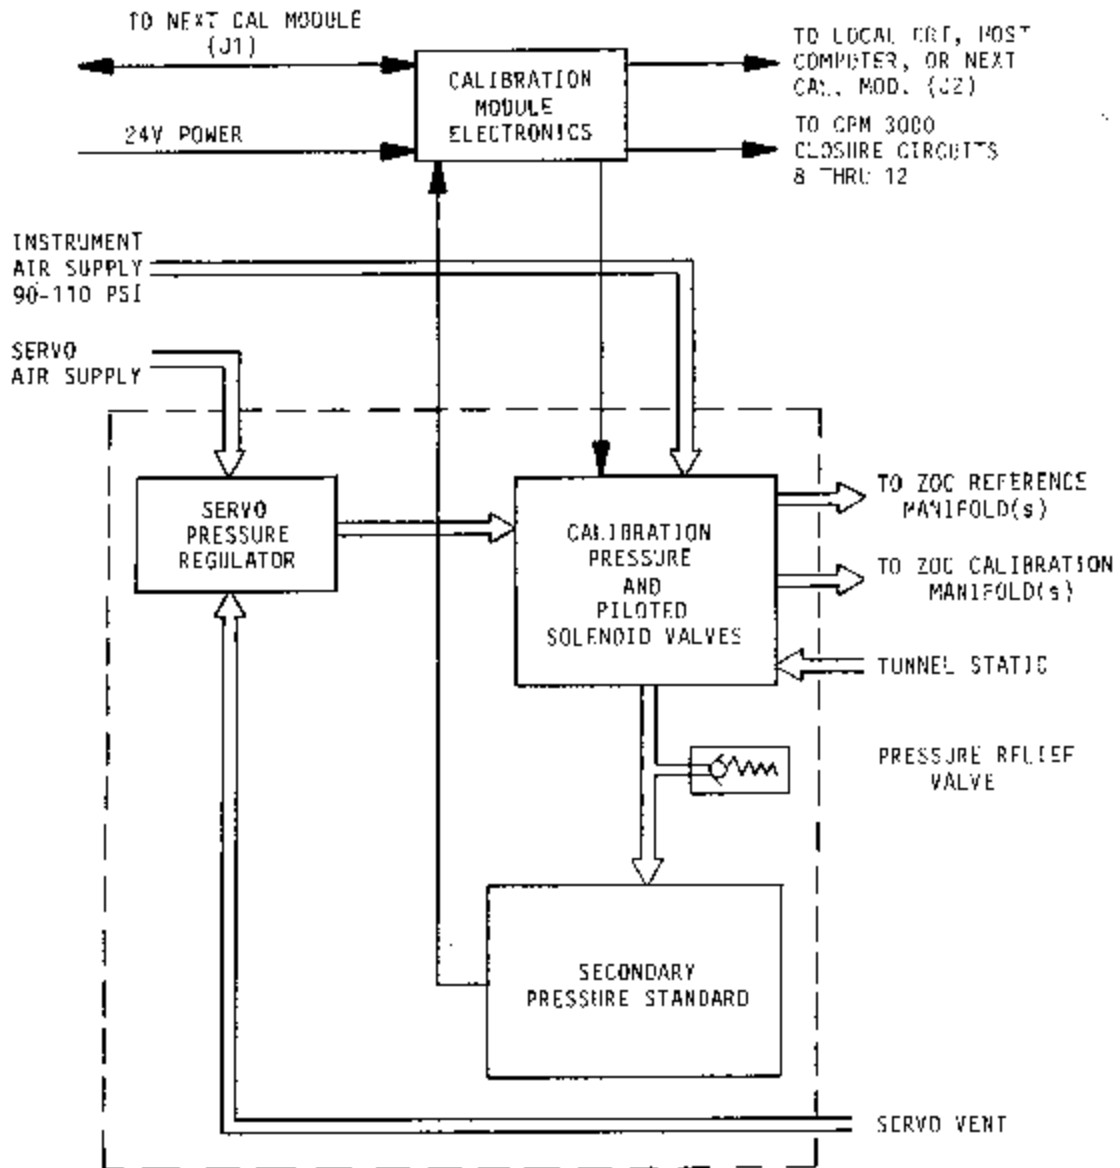 TO NEXT CAL MODULE
(J1)
CALIBRATION
MODULE
ELECTRONICS
TO LOCAL CRT, HOST
COMPUTER, OR NEXT
CAL. MOD. (J2)
24V POWER
TO CPM 3000
CLOSURE CIRCUITS
8 THRU 12
INSTRUMENT
AIR SUPPLY
90-110 PSI
SERVO
AIR SUPPLY
SERVO
PRESSURE
REGULATOR
CALIBRATION
PRESSURE
AND
PILOTED
SOLENOID VALVES
TO ZOC REFERENCE
MANIFOLD(s)
TO ZOC CALIBRATION
MANIFOLD(s)
TUNNEL STATIC
PRESSURE RELIEF
VALVE
SECONDARY
PRESSURE STANDARD
SERVO VENT